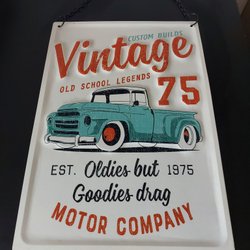 CUSTOM BUILDS
Vintage
OLD SCHOOL LEGENDS 75
EST. Oldies but 1975
Goodies drag
MOTOR COMPANY